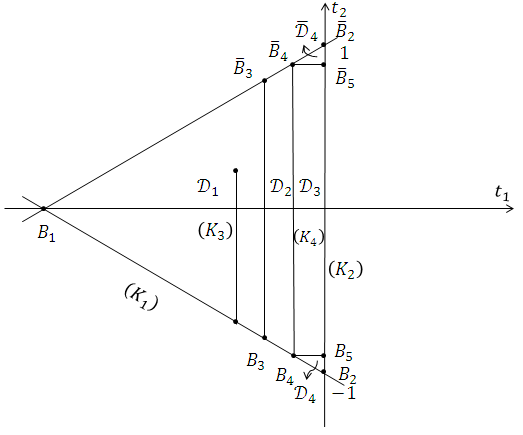 t₂
𝒟̄₄ B̄₂
B̄₄ 1
B̄₃ B̄₅
𝒟₁ 𝒟₂ 𝒟₃ t₁
B₁ (K₃) (K₄)
(K₂)
(K₁)
B₃ B₅
B₄ B₂
𝒟₄ −1